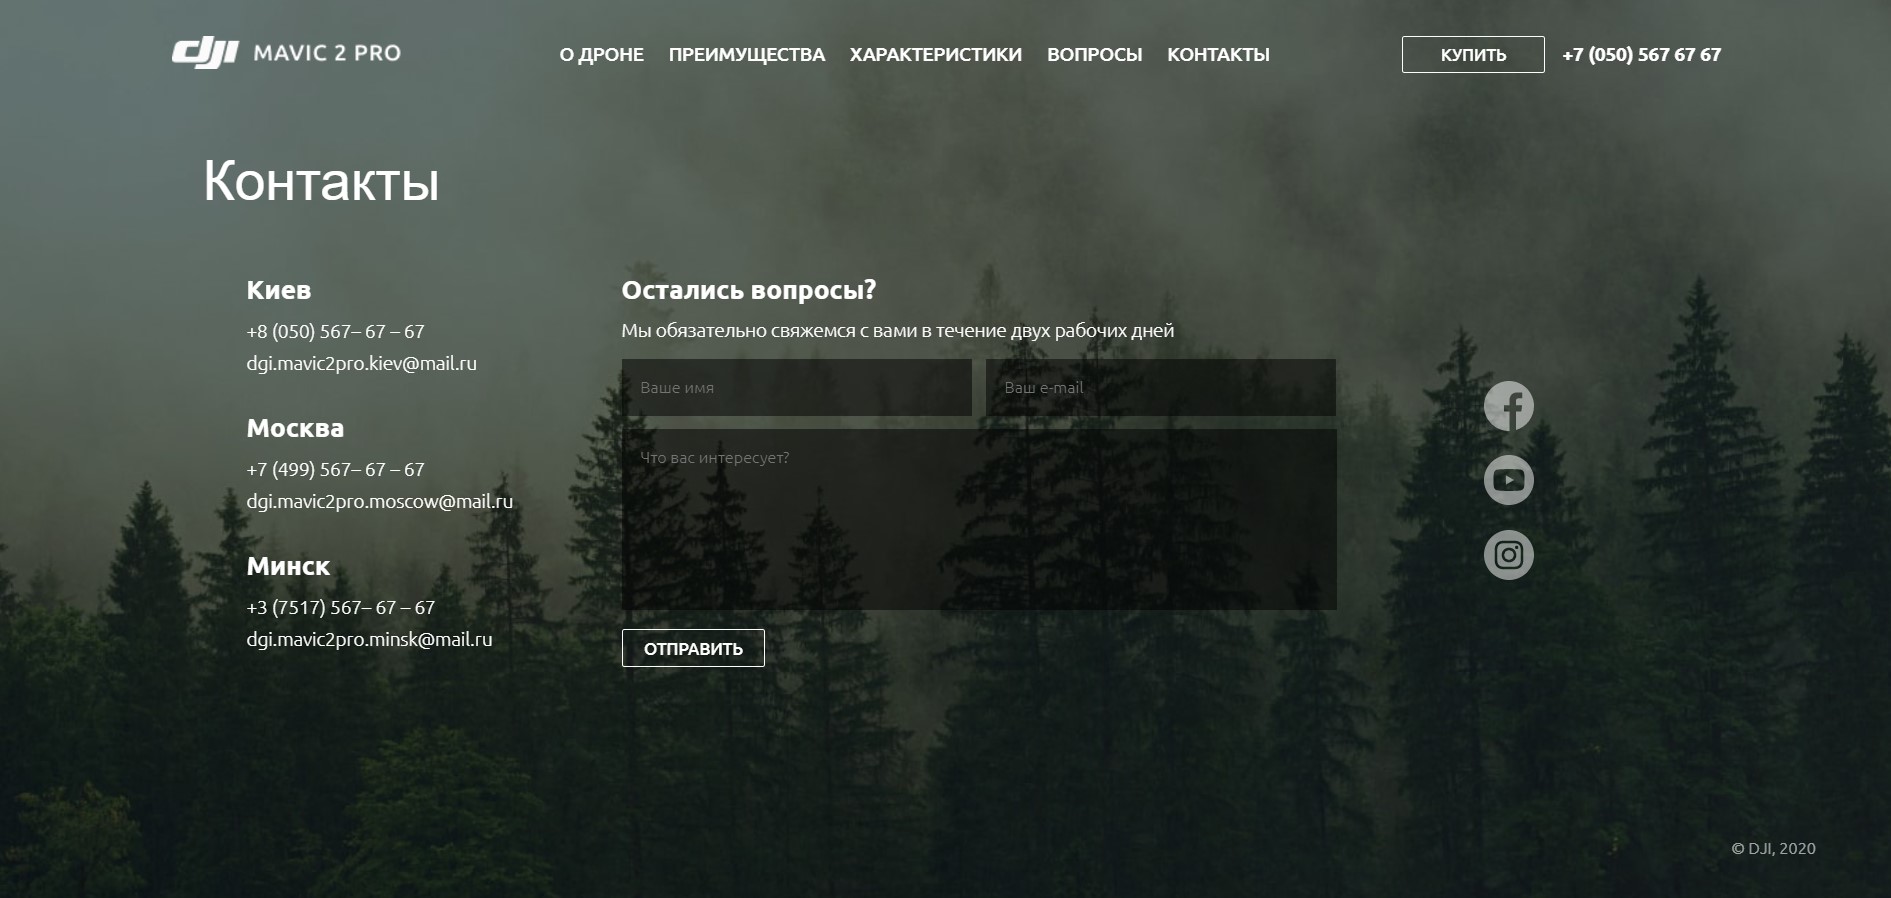 dji MAVIC 2 PRO
О ДРОНЕ ПРЕИМУЩЕСТВА ХАРАКТЕРИСТИКИ ВОПРОСЫ КОНТАКТЫ
КУПИТЬ +7 (050) 567 67 67
Контакты
Киев
+8 (050) 567– 67 – 67
dgi.mavic2pro.kiev@mail.ru
Москва
+7 (499) 567– 67 – 67
dgi.mavic2pro.moscow@mail.ru
Минск
+3 (7517) 567– 67 – 67
dgi.mavic2pro.minsk@mail.ru
Остались вопросы?
Мы обязательно свяжемся с вами в течение двух рабочих дней
Ваше имя
Ваш e-mail
Что вас интересует?
ОТПРАВИТЬ
© DJI, 2020